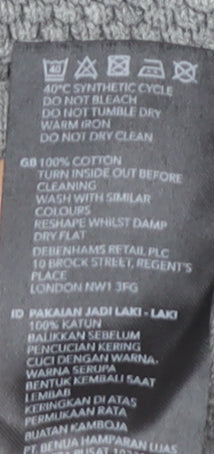 40
40°C SYNTHETIC CYCLE
DO NOT BLEACH
DO NOT TUMBLE DRY
WARM IRON
DO NOT DRY CLEAN
GB 100% COTTON
TURN INSIDE OUT BEFORE
CLEANING
WASH WITH SIMILAR
COLOURS
RESHAPE WHILST DAMP
DRY FLAT
DEBENHAMS RETAIL PLC
10 BROCK STREET, REGENT'S
PLACE
LONDON NW1 3FG
ID PAKAIAN JADI LAKI - LAKI
100% KATUN
BALIKKAN SEBELUM
PENCUCIAN KERING
CUCI DENGAN WARNA-
WARNA SERUPA
BENTUK KEMBALI SAAT
LEMBAB
KERINGKAN DI ATAS
PERMUKAAN RATA
BUATAN KAMBOJA
PT. BENUA HAMPARAN LUAS
PUSAT